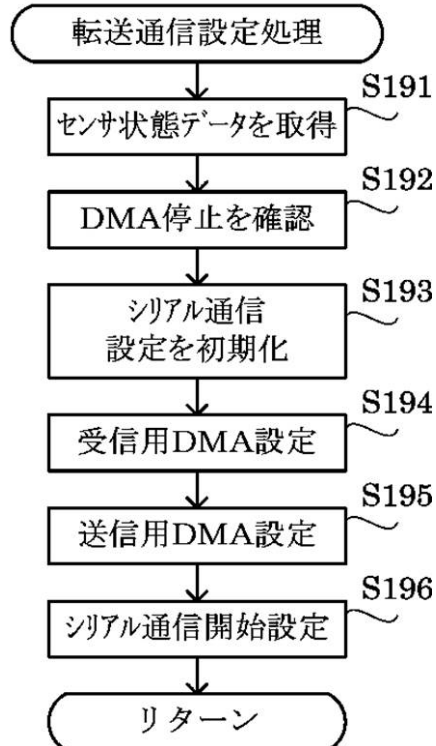 転送通信設定処理
S191
センサ状態データを取得
S192
DMA停止を確認
S193
シリアル通信
設定を初期化
S194
受信用DMA設定
S195
送信用DMA設定
S196
シリアル通信開始設定
リターン